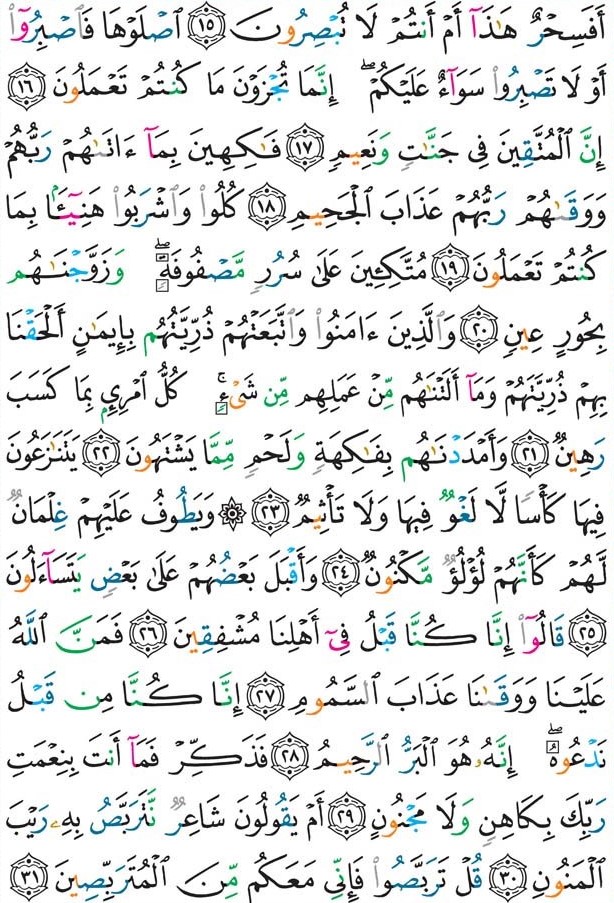 أَفَسِحْرٌ هَـٰذَآ أَمْ أَنتُمْ لَا تُبْصِرُونَ ١٥ ٱصْلَوْهَا فَٱصْبِرُوٓا۟
أَوْ لَا تَصْبِرُوا۟ سَوَآءٌ عَلَيْكُمْ ۖ إِنَّمَا تُجْزَوْنَ مَا كُنتُمْ تَعْمَلُونَ ١٦
إِنَّ ٱلْمُتَّقِينَ فِى جَنَّـٰتٍ وَنَعِيمٍ ١٧ فَـٰكِهِينَ بِمَآ ءَاتَىٰهُمْ رَبُّهُمْ
وَوَقَىٰهُمْ رَبُّهُمْ عَذَابَ ٱلْجَحِيمِ ١٨ كُلُوا۟ وَٱشْرَبُوا۟ هَنِيٓـًٔۢا بِمَا
كُنتُمْ تَعْمَلُونَ ١٩ مُتَّكِـِٔينَ عَلَىٰ سُرُرٍ مَّصْفُوفَةٍ ۖ وَزَوَّجْنَـٰهُم
بِحُورٍ عِينٍ ٢٠ وَٱلَّذِينَ ءَامَنُوا۟ وَٱتَّبَعَتْهُمْ ذُرِّيَّتُهُم بِإِيمَـٰنٍ أَلْحَقْنَا
بِهِمْ ذُرِّيَّتَهُمْ وَمَآ أَلَتْنَـٰهُم مِّنْ عَمَلِهِم مِّن شَىْءٍ ۚ كُلُّ ٱمْرِئٍۭ بِمَا كَسَبَ
رَهِينٌ ٢١ وَأَمْدَدْنَـٰهُم بِفَـٰكِهَةٍ وَلَحْمٍ مِّمَّا يَشْتَهُونَ ٢٢ يَتَنَـٰزَعُونَ
فِيهَا كَأْسًا لَّا لَغْوٌ فِيهَا وَلَا تَأْثِيمٌ ٢٣ ۞ وَيَطُوفُ عَلَيْهِمْ غِلْمَانٌ
لَّهُمْ كَأَنَّهُمْ لُؤْلُؤٌ مَّكْنُونٌ ٢٤ وَأَقْبَلَ بَعْضُهُمْ عَلَىٰ بَعْضٍ يَتَسَآءَلُونَ
٢٥ قَالُوٓا۟ إِنَّا كُنَّا قَبْلُ فِىٓ أَهْلِنَا مُشْفِقِينَ ٢٦ فَمَنَّ ٱللَّهُ
عَلَيْنَا وَوَقَىٰنَا عَذَابَ ٱلسَّمُومِ ٢٧ إِنَّا كُنَّا مِن قَبْلُ
نَدْعُوهُ ۖ إِنَّهُۥ هُوَ ٱلْبَرُّ ٱلرَّحِيمُ ٢٨ فَذَكِّرْ فَمَآ أَنتَ بِنِعْمَتِ
رَبِّكَ بِكَاهِنٍ وَلَا مَجْنُونٍ ٢٩ أَمْ يَقُولُونَ شَاعِرٌ نَّتَرَبَّصُ بِهِۦ رَيْبَ
ٱلْمَنُونِ ٣٠ قُلْ تَرَبَّصُوا۟ فَإِنِّى مَعَكُم مِّنَ ٱلْمُتَرَبِّصِينَ ٣١